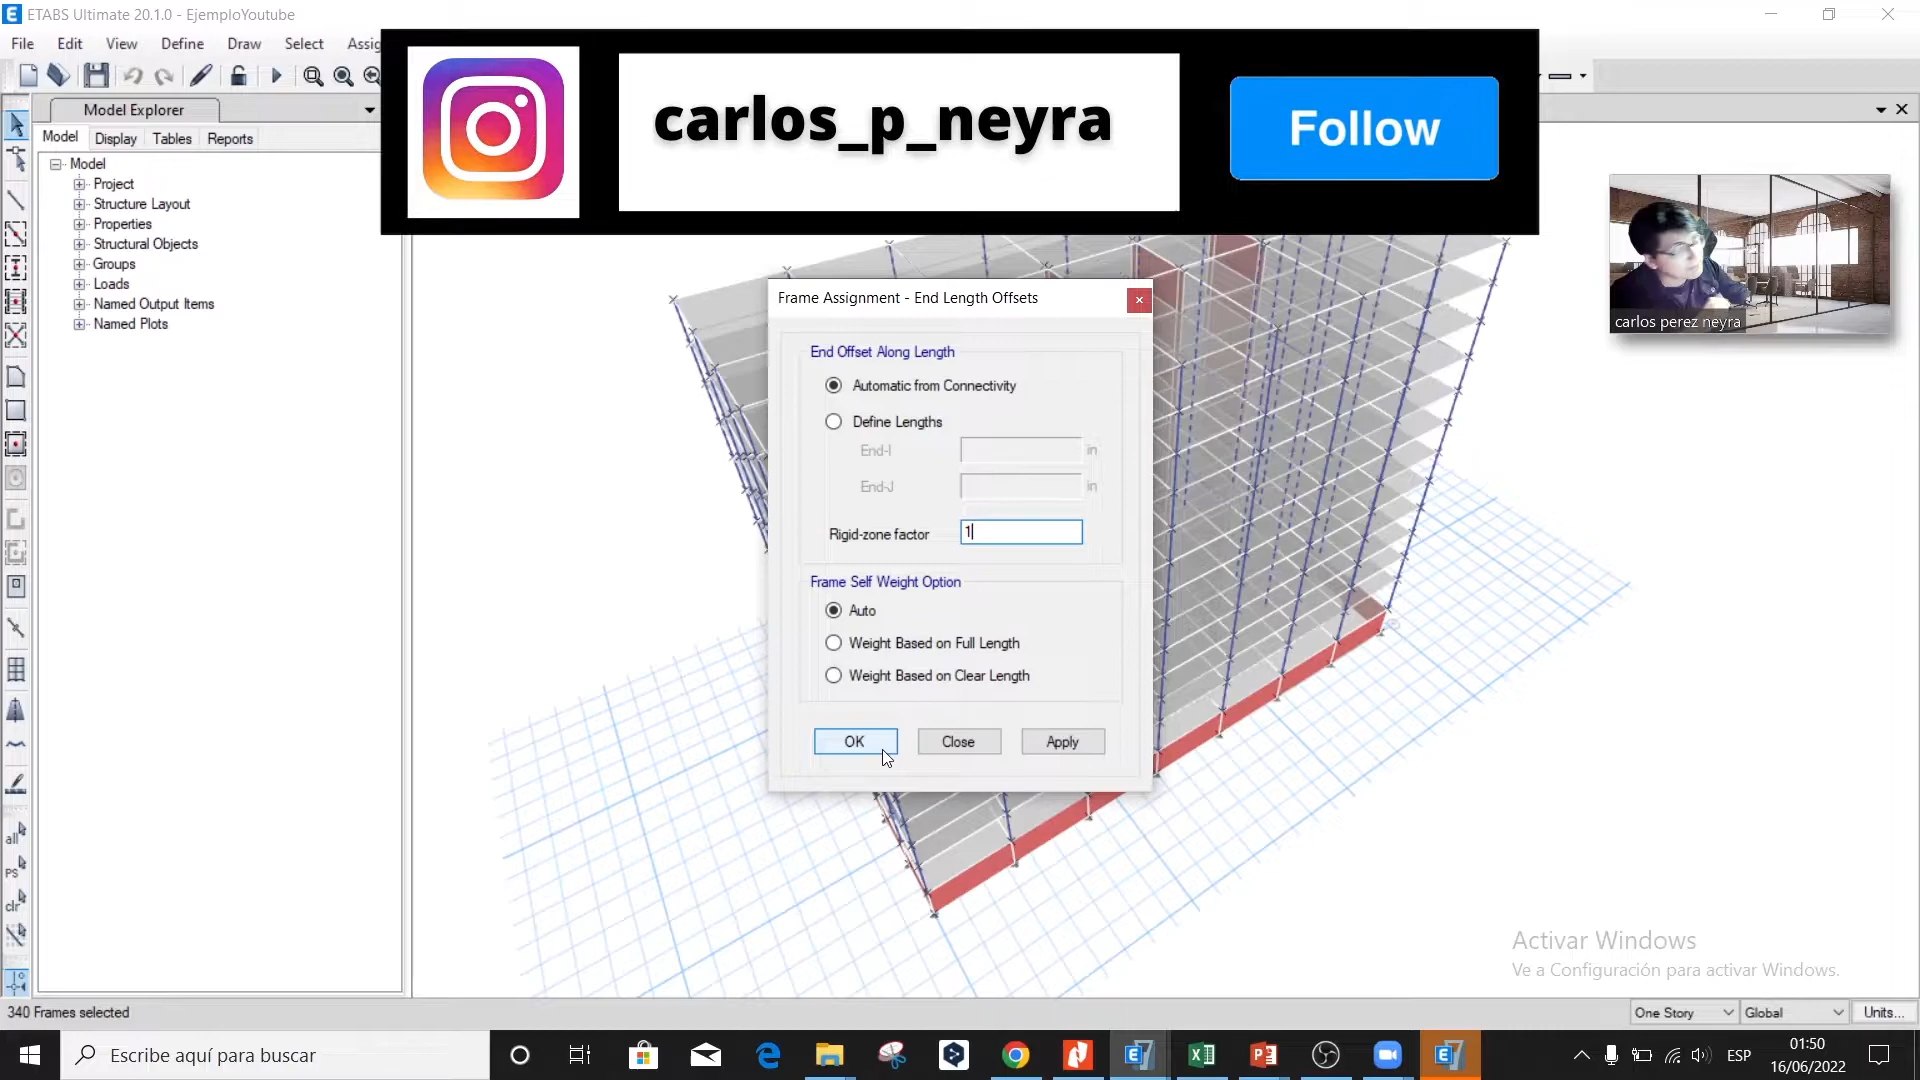 ETABS Ultimate 20.1.0 - EjemploYoutube
File Edit View Define Draw Select Assig
carlos_p_neyra
Follow
Model Explorer
Model Display Tables Reports
Model
Project
Structure Layout
Properties
Structural Objects
Groups
Loads
Named Output Items
Named Plots
carlos perez neyra
Frame Assignment - End Length Offsets
End Offset Along Length
Automatic from Connectivity
Define Lengths
End-I in
End-J in
Rigid-zone factor 1
Frame Self Weight Option
Auto
Weight Based on Full Length
Weight Based on Clear Length
OK Close Apply
all
PS
clr
Activar Windows
Ve a Configuración para activar Windows.
340 Frames selected
One Story Global Units...
Escribe aquí para buscar
ESP
01:50
16/06/2022